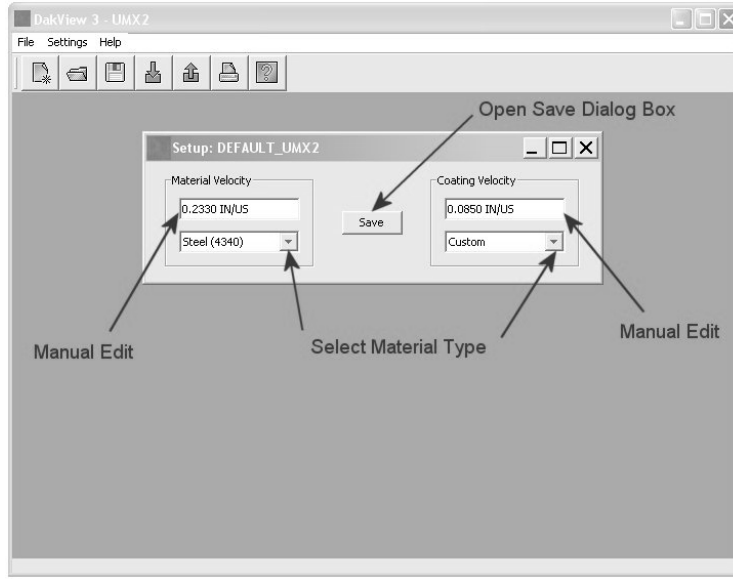 DakView 3 - UMX2
File Settings Help
Open Save Dialog Box
Setup: DEFAULT_UMX2
Material Velocity
Coating Velocity
0.2330 IN/US
Save
0.0850 IN/US
Steel (4340)
Custom
Manual Edit
Select Material Type
Manual Edit